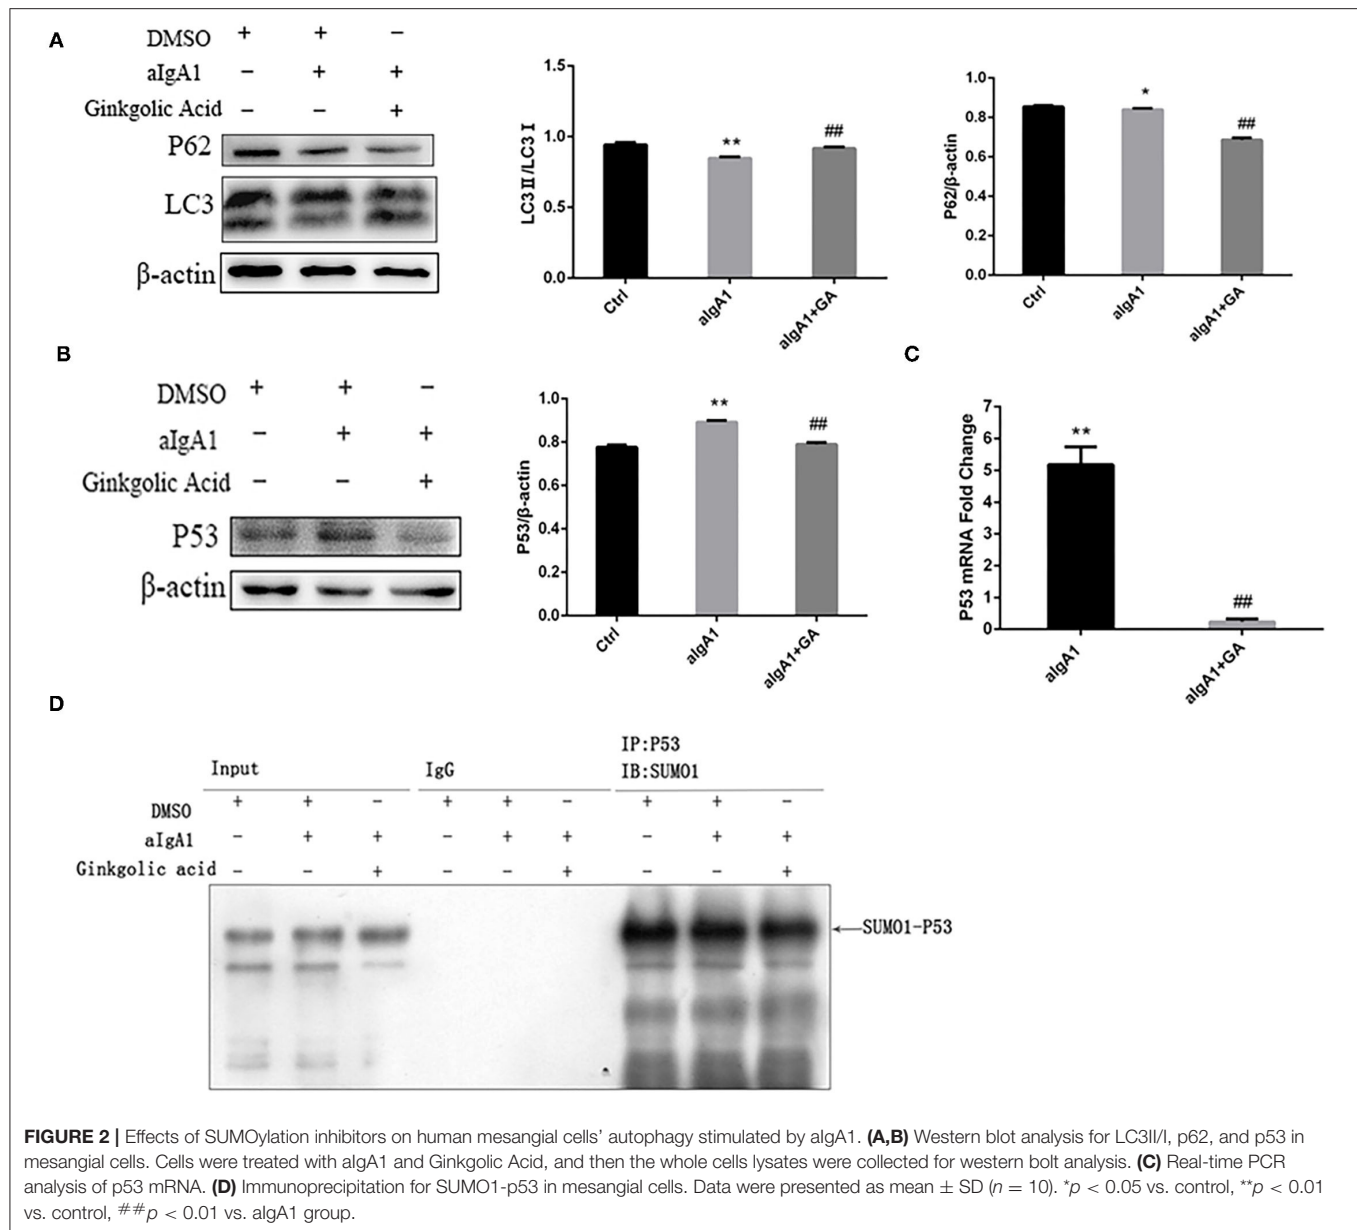 A
DMSO + + –
aIgA1 – + +
Ginkgolic Acid – – +
P62
LC3
β-actin
LC3 II/LC3 I
1.5
1.0
0.5
0.0
**
##
Ctrl
aIgA1
aIgA1+GA
P62/β-actin
1.0
0.8
0.6
0.4
0.2
0.0
*
##
Ctrl
aIgA1
aIgA1+GA
B
DMSO + + –
aIgA1 – + +
Ginkgolic Acid – – +
P53
β-actin
P53/β-actin
1.0
0.8
0.6
0.4
0.2
0.0
**
##
Ctrl
aIgA1
aIgA1+GA
C
P53 mRNA Fold Change
7
6
5
4
3
2
1
0
**
##
aIgA1
aIgA1+GA
D
Input IgG IP:P53
IB:SUMO1
DMSO + + – + + – + + –
aIgA1 – + + – + + – + +
Ginkgolic acid – – + – – + – – +
SUMO1-P53
FIGURE 2 | Effects of SUMOylation inhibitors on human mesangial cells' autophagy stimulated by aIgA1. (A,B) Western blot analysis for LC3II/I, p62, and p53 in
mesangial cells. Cells were treated with aIgA1 and Ginkgolic Acid, and then the whole cells lysates were collected for western bolt analysis. (C) Real-time PCR
analysis of p53 mRNA. (D) Immunoprecipitation for SUMO1-p53 in mesangial cells. Data were presented as mean ± SD (n = 10). *p < 0.05 vs. control, **p < 0.01
vs. control, ##p < 0.01 vs. aIgA1 group.